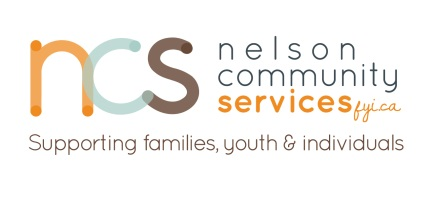 ncs
nelson
community
servicesfyi.ca
Supporting families, youth & individuals